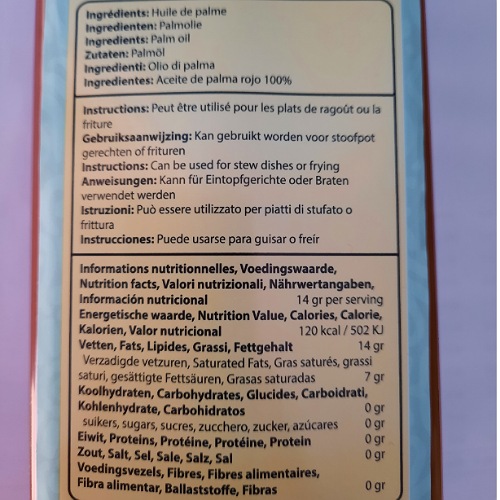 Ingrédients: Huile de palme
Ingredienten: Palmolie
Ingredients: Palm oil
Zutaten: Palmöl
Ingredienti: Olio di palma
Ingredientes: Aceite de palma rojo 100%
Instructions: Peut être utilisé pour les plats de ragoût ou la
friture
Gebruiksaanwijzing: Kan gebruikt worden voor stoofpot
gerechten of frituren
Instructions: Can be used for stew dishes or frying
Anweisungen: Kann für Eintopfgerichte oder Braten
verwendet werden
Istruzioni: Può essere utilizzato per piatti di stufato o
frittura
Instrucciones: Puede usarse para guisar o freír
Informations nutritionnelles, Voedingswaarde,
Nutrition facts, Valori nutrizionali, Nährwertangaben,
Información nutricional 14 gr per serving
Energetische waarde, Nutrition Value, Calories, Calorie,
Kalorien, Valor nutricional 120 kcal / 502 KJ
Vetten, Fats, Lipides, Grassi, Fettgehalt 14 gr
Verzadigde vetzuren, Saturated Fats, Gras saturés, grassi
saturi, gesättigte Fettsäuren, Grasas saturadas 7 gr
Koolhydraten, Carbohydrates, Glucides, Carboidrati,
Kohlenhydrate, Carbohidratos 0 gr
suikers, sugars, sucres, zucchero, zucker, azúcares 0 gr
Eiwit, Proteins, Protéine, Protéine, Protein 0 gr
Zout, Salt, Sel, Sale, Salz, Sal 0 gr
Voedingsvezels, Fibres, Fibres alimentaires,
Fibra alimentar, Ballaststoffe, Fibras 0 gr